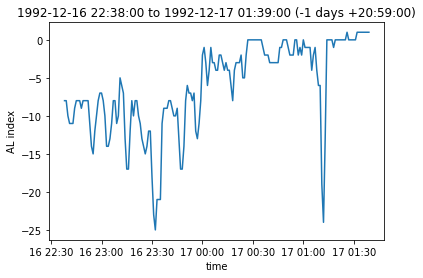 1992-12-16 22:38:00 to 1992-12-17 01:39:00 (-1 days +20:59:00)
0
−5
−10
−15
−20
−25
AL index
16 22:30 16 23:00 16 23:30 17 00:00 17 00:30 17 01:00 17 01:30
time